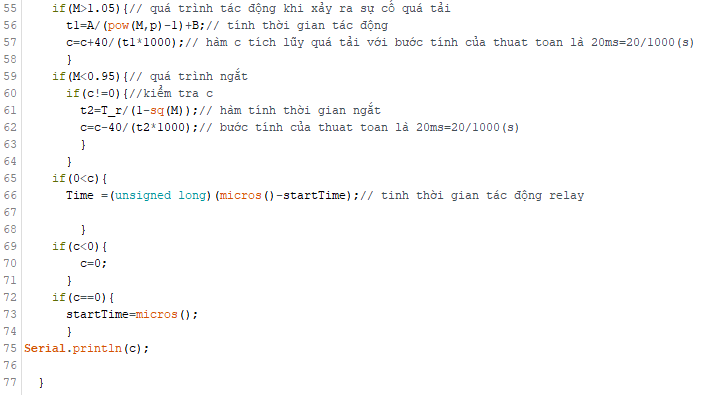 55 if(M>1.05){// quá trình tác động khi xảy ra sự cố quá tải
56 t1=A/(pow(M,p)-1)+B;// tính thời gian tác động
57 c=c+40/(t1*1000);// hàm c tích lũy quá tải với bước tính của thuat toan là 20ms=20/1000(s)
58 }
59 if(M<0.95){// quá trình ngắt
60 if(c!=0){//kiểm tra c
61 t2=T_r/(1-sq(M));// hàm tính thời gian ngắt
62 c=c-40/(t2*1000);// bước tính của thuat toan là 20ms=20/1000(s)
63 }
64 }
65 if(0<c){
66 Time =(unsigned long)(micros()-startTime);// tinh thời gian tác động relay
67
68 }
69 if(c<0){
70 c=0;
71 }
72 if(c==0){
73 startTime=micros();
74 }
75 Serial.println(c);
76
77 }